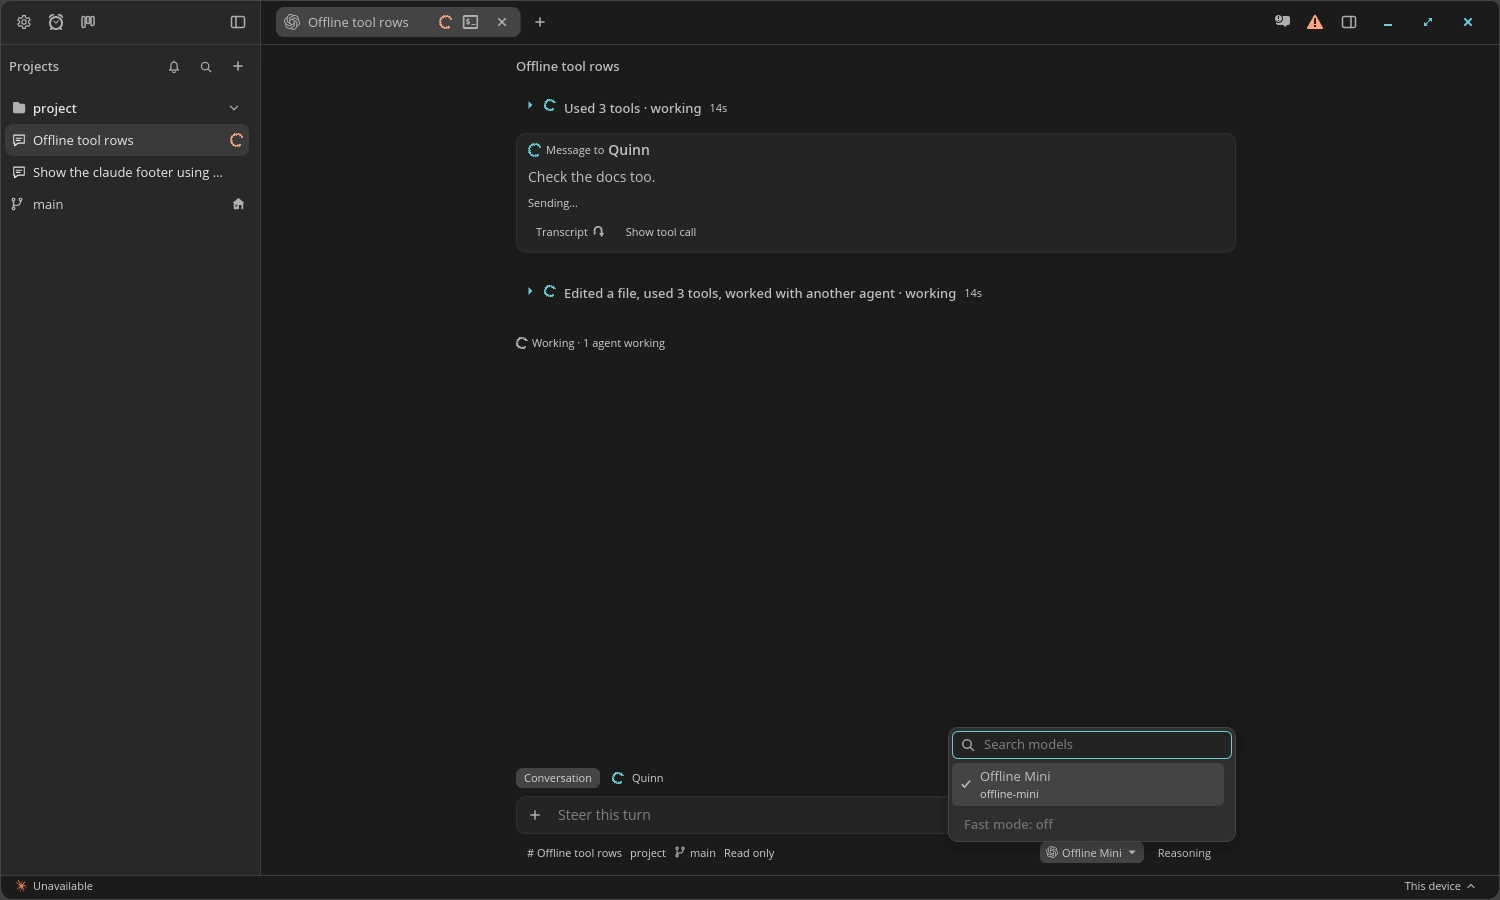 Offline tool rows
Projects
Offline tool rows
project
Used 3 tools · working 14s
Offline tool rows
Message to Quinn
Show the claude footer using ...
Check the docs too.
main
Sending...
Transcript Show tool call
Edited a file, used 3 tools, worked with another agent · working 14s
Working · 1 agent working
Search models
Offline Mini
offline-mini
Fast mode: off
Conversation Quinn
Steer this turn
# Offline tool rows project main Read only Offline Mini Reasoning
Unavailable This device